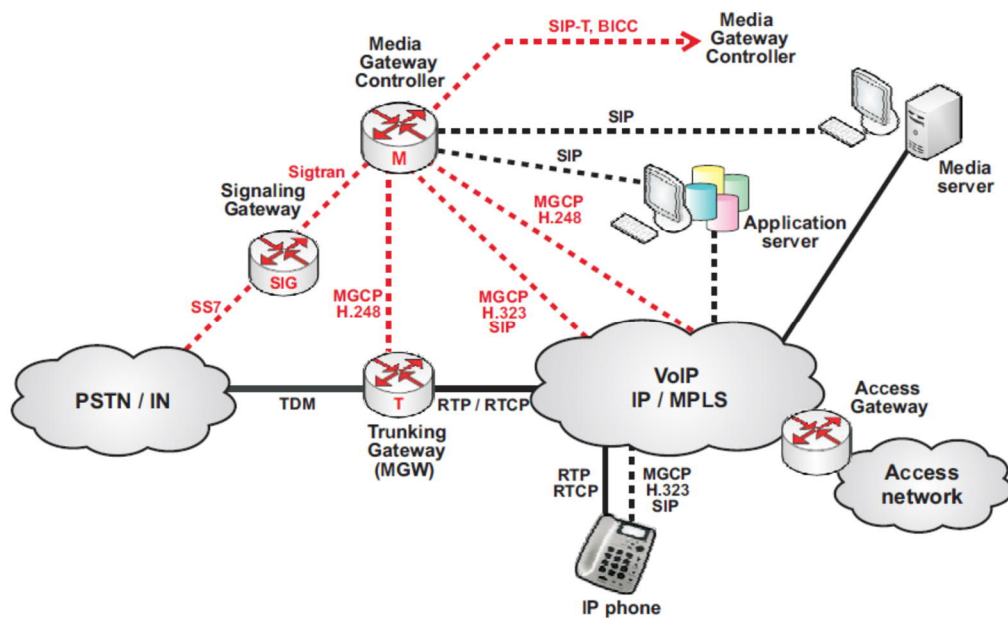 SIP-T, BICC
Media
Gateway
Controller
Media
Gateway
Controller
M
SIP
SIP
Media
server
Sigtran
Signaling
Gateway
SIG
MGCP
H.248
Application
server
SS7
MGCP
H.248
MGCP
H.323
SIP
PSTN / IN
TDM
T
RTP / RTCP
Trunking
Gateway
(MGW)
VoIP
IP / MPLS
Access
Gateway
Access
network
RTP
RTCP
MGCP
H.323
SIP
IP phone